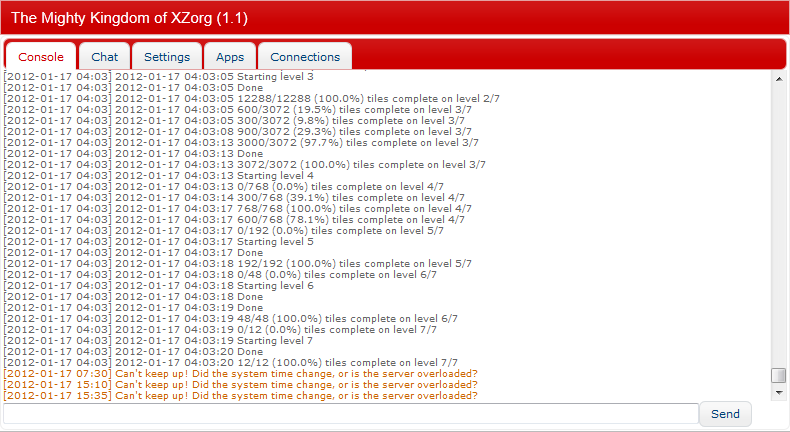 The Mighty Kingdom of XZorg (1.1)
Console Chat Settings Apps Connections
[2012-01-17 04:03] 2012-01-17 04:03:05 Starting level 3
[2012-01-17 04:03] 2012-01-17 04:03:05 Done
[2012-01-17 04:03] 2012-01-17 04:03:05 12288/12288 (100.0%) tiles complete on level 2/7
[2012-01-17 04:03] 2012-01-17 04:03:05 600/3072 (19.5%) tiles complete on level 3/7
[2012-01-17 04:03] 2012-01-17 04:03:05 300/3072 (9.8%) tiles complete on level 3/7
[2012-01-17 04:03] 2012-01-17 04:03:08 900/3072 (29.3%) tiles complete on level 3/7
[2012-01-17 04:03] 2012-01-17 04:03:13 3000/3072 (97.7%) tiles complete on level 3/7
[2012-01-17 04:03] 2012-01-17 04:03:13 Done
[2012-01-17 04:03] 2012-01-17 04:03:13 3072/3072 (100.0%) tiles complete on level 3/7
[2012-01-17 04:03] 2012-01-17 04:03:13 Starting level 4
[2012-01-17 04:03] 2012-01-17 04:03:13 0/768 (0.0%) tiles complete on level 4/7
[2012-01-17 04:03] 2012-01-17 04:03:14 300/768 (39.1%) tiles complete on level 4/7
[2012-01-17 04:03] 2012-01-17 04:03:17 768/768 (100.0%) tiles complete on level 4/7
[2012-01-17 04:03] 2012-01-17 04:03:17 600/768 (78.1%) tiles complete on level 4/7
[2012-01-17 04:03] 2012-01-17 04:03:17 0/192 (0.0%) tiles complete on level 5/7
[2012-01-17 04:03] 2012-01-17 04:03:17 Starting level 5
[2012-01-17 04:03] 2012-01-17 04:03:17 Done
[2012-01-17 04:03] 2012-01-17 04:03:18 192/192 (100.0%) tiles complete on level 5/7
[2012-01-17 04:03] 2012-01-17 04:03:18 0/48 (0.0%) tiles complete on level 6/7
[2012-01-17 04:03] 2012-01-17 04:03:18 Starting level 6
[2012-01-17 04:03] 2012-01-17 04:03:18 Done
[2012-01-17 04:03] 2012-01-17 04:03:19 Done
[2012-01-17 04:03] 2012-01-17 04:03:19 48/48 (100.0%) tiles complete on level 6/7
[2012-01-17 04:03] 2012-01-17 04:03:19 0/12 (0.0%) tiles complete on level 7/7
[2012-01-17 04:03] 2012-01-17 04:03:19 Starting level 7
[2012-01-17 04:03] 2012-01-17 04:03:20 Done
[2012-01-17 04:03] 2012-01-17 04:03:20 12/12 (100.0%) tiles complete on level 7/7
[2012-01-17 07:30] Can't keep up! Did the system time change, or is the server overloaded?
[2012-01-17 15:10] Can't keep up! Did the system time change, or is the server overloaded?
[2012-01-17 15:35] Can't keep up! Did the system time change, or is the server overloaded?
Send